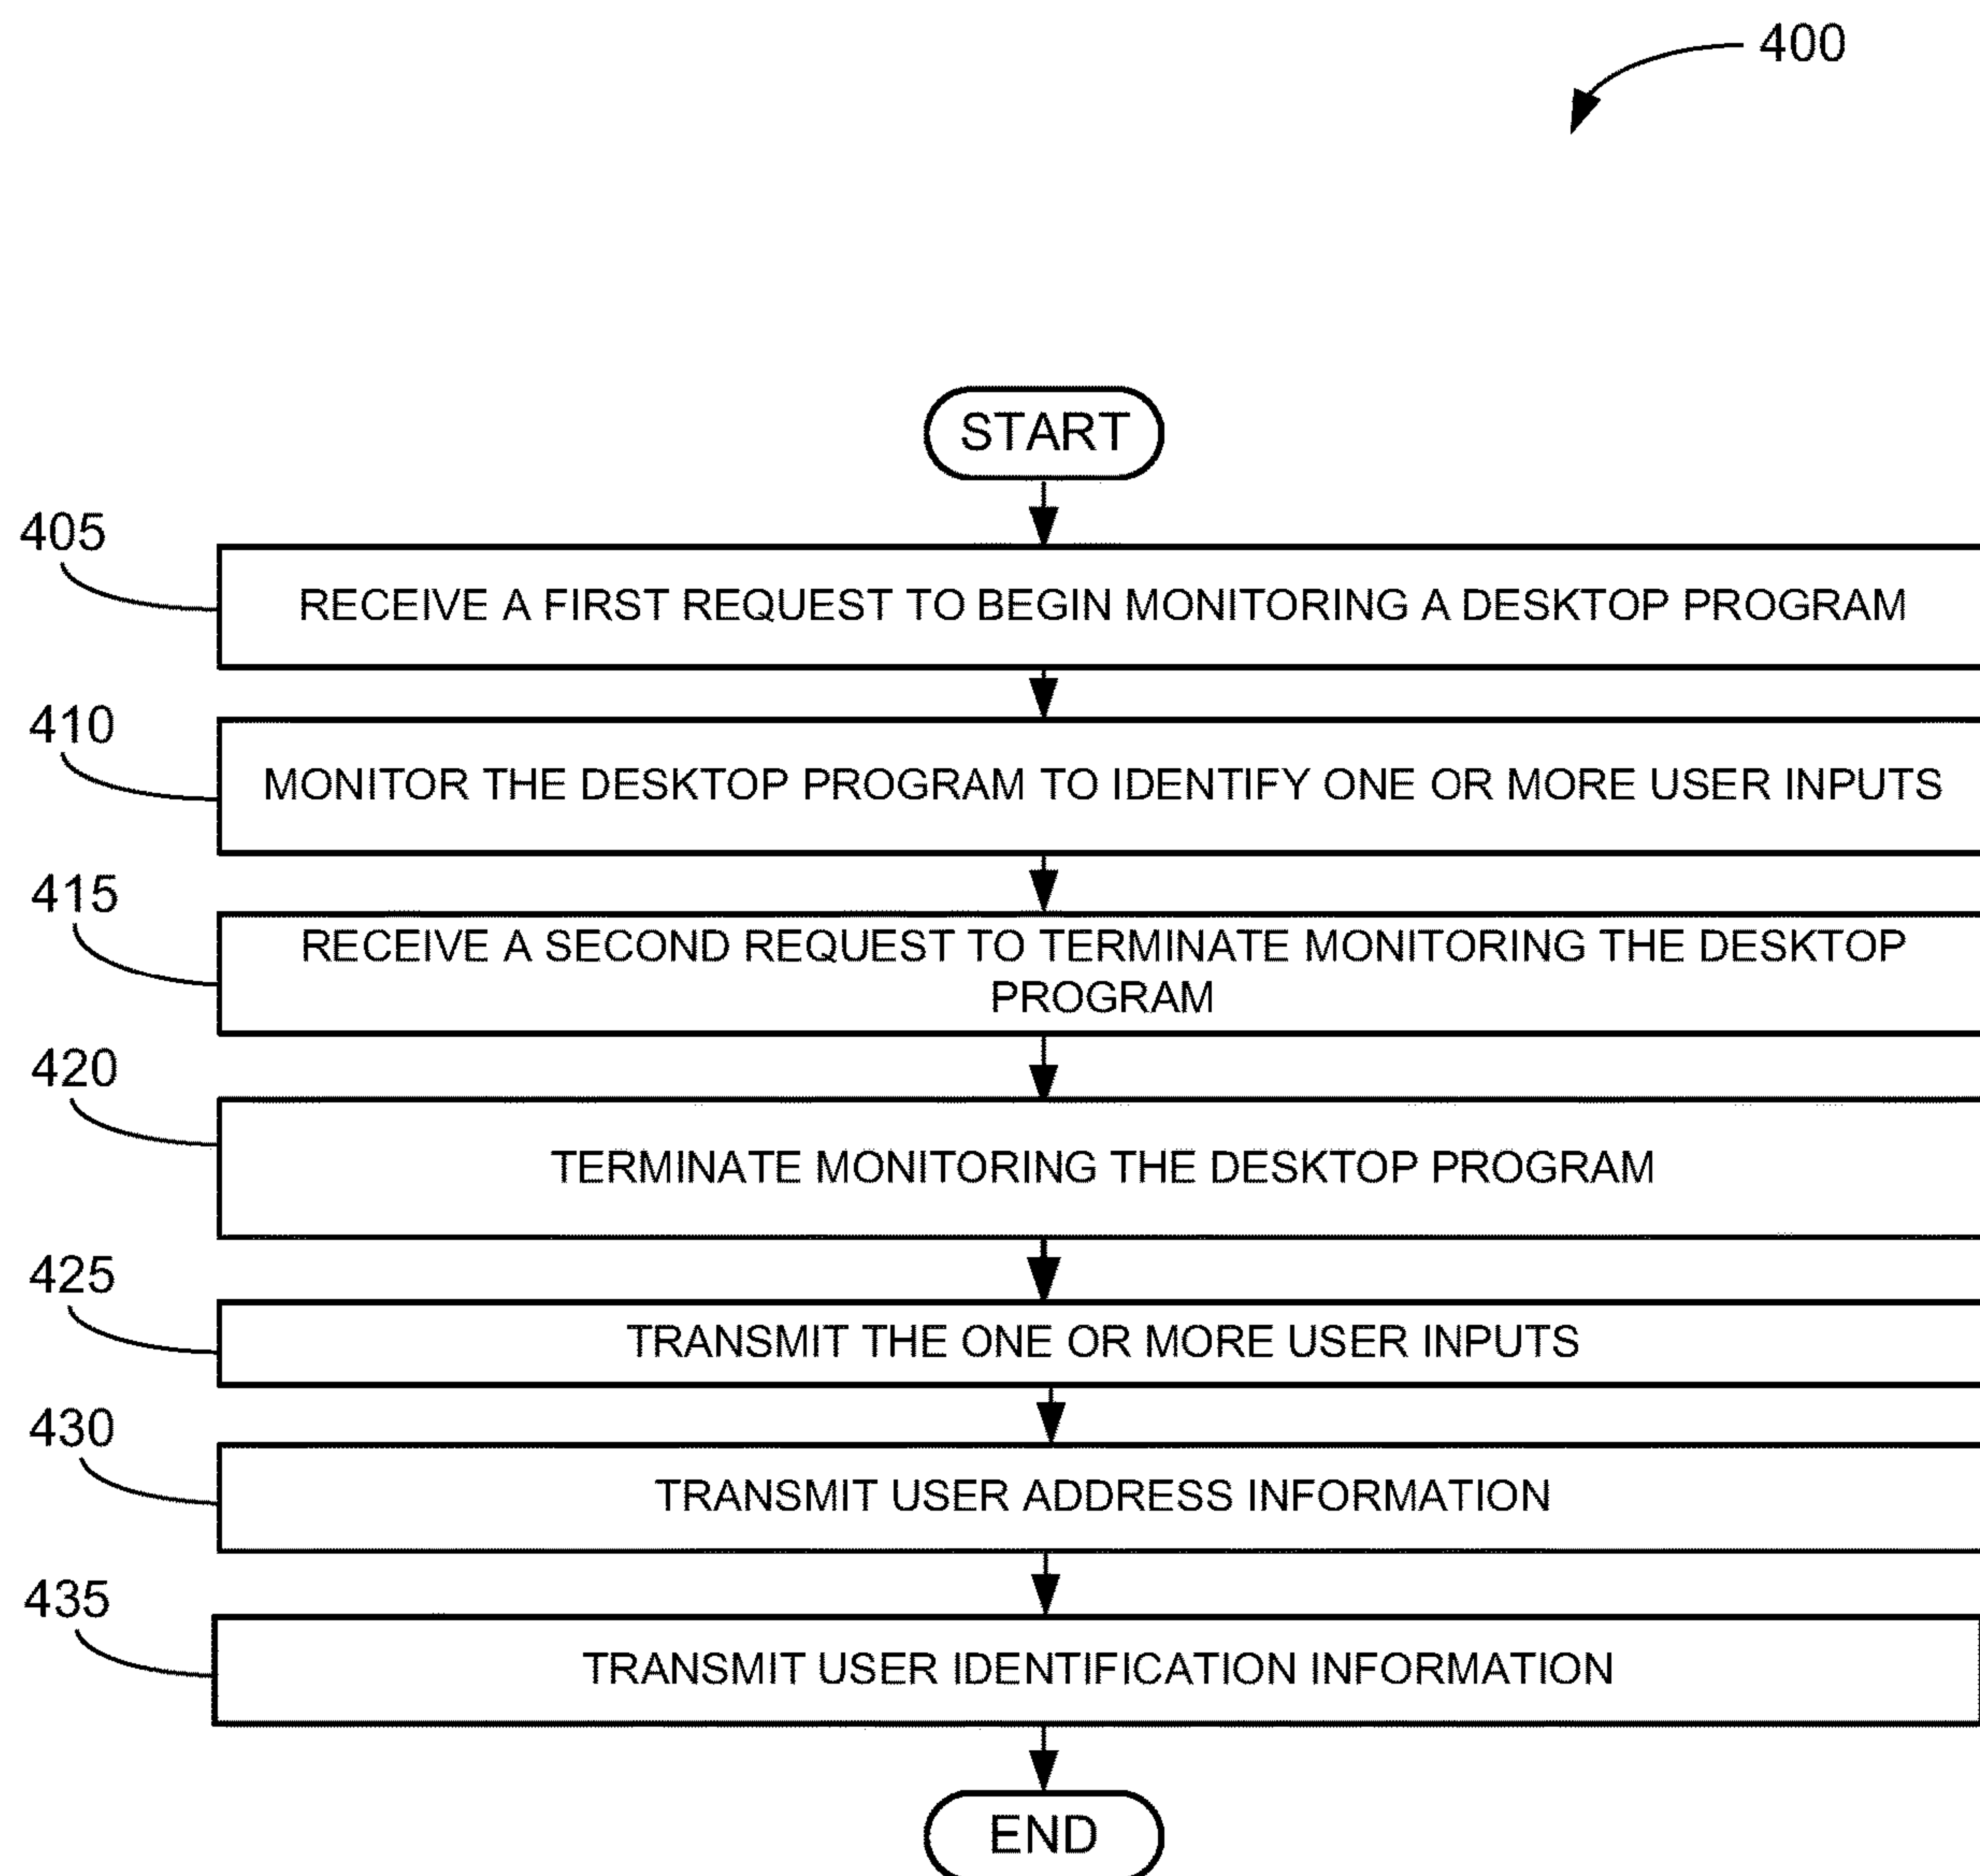 400
START
405
RECEIVE A FIRST REQUEST TO BEGIN MONITORING A DESKTOP PROGRAM
410
MONITOR THE DESKTOP PROGRAM TO IDENTIFY ONE OR MORE USER INPUTS
415
RECEIVE A SECOND REQUEST TO TERMINATE MONITORING THE DESKTOP
PROGRAM
420
TERMINATE MONITORING THE DESKTOP PROGRAM
425
TRANSMIT THE ONE OR MORE USER INPUTS
430
TRANSMIT USER ADDRESS INFORMATION
435
TRANSMIT USER IDENTIFICATION INFORMATION
END